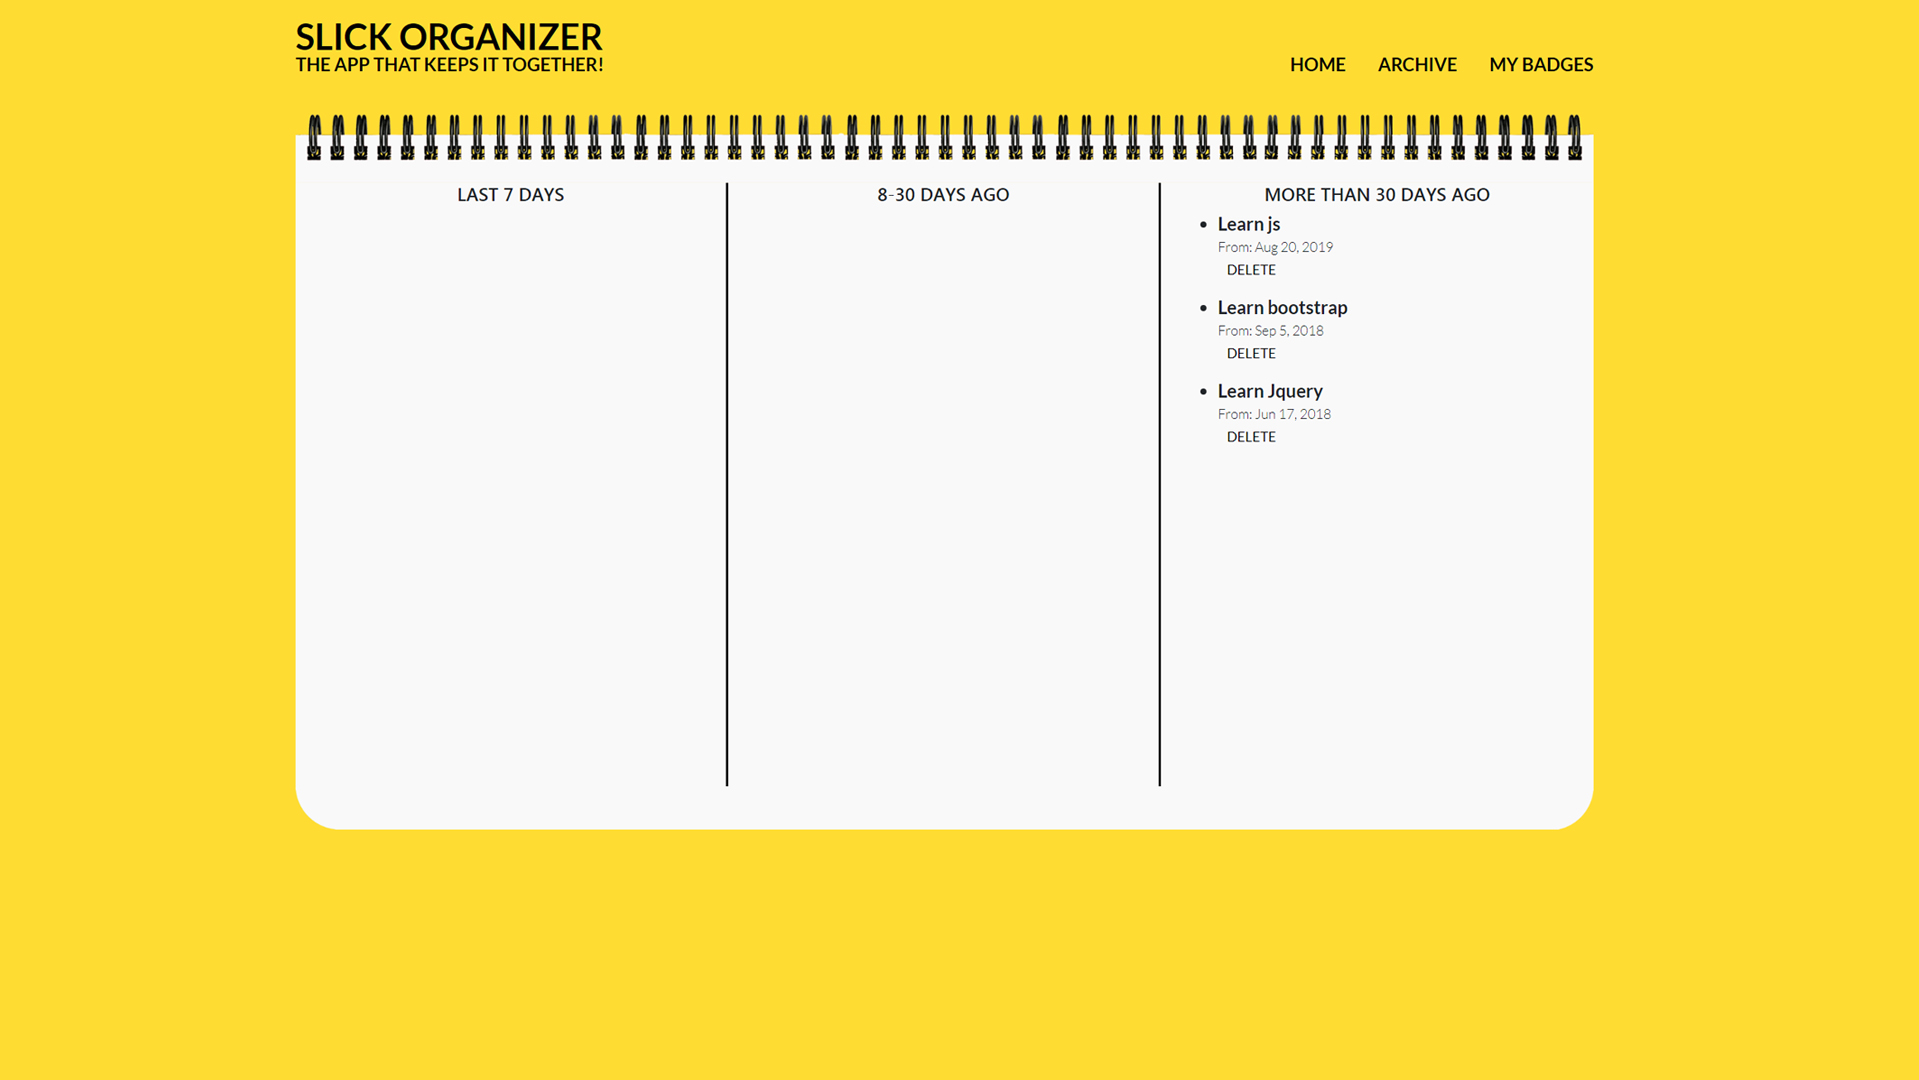 SLICK ORGANIZER
THE APP THAT KEEPS IT TOGETHER!
HOME ARCHIVE MY BADGES
LAST 7 DAYS
8-30 DAYS AGO
MORE THAN 30 DAYS AGO
Learn js
From: Aug 20, 2019
DELETE
Learn bootstrap
From: Sep 5, 2018
DELETE
Learn Jquery
From: Jun 17, 2018
DELETE